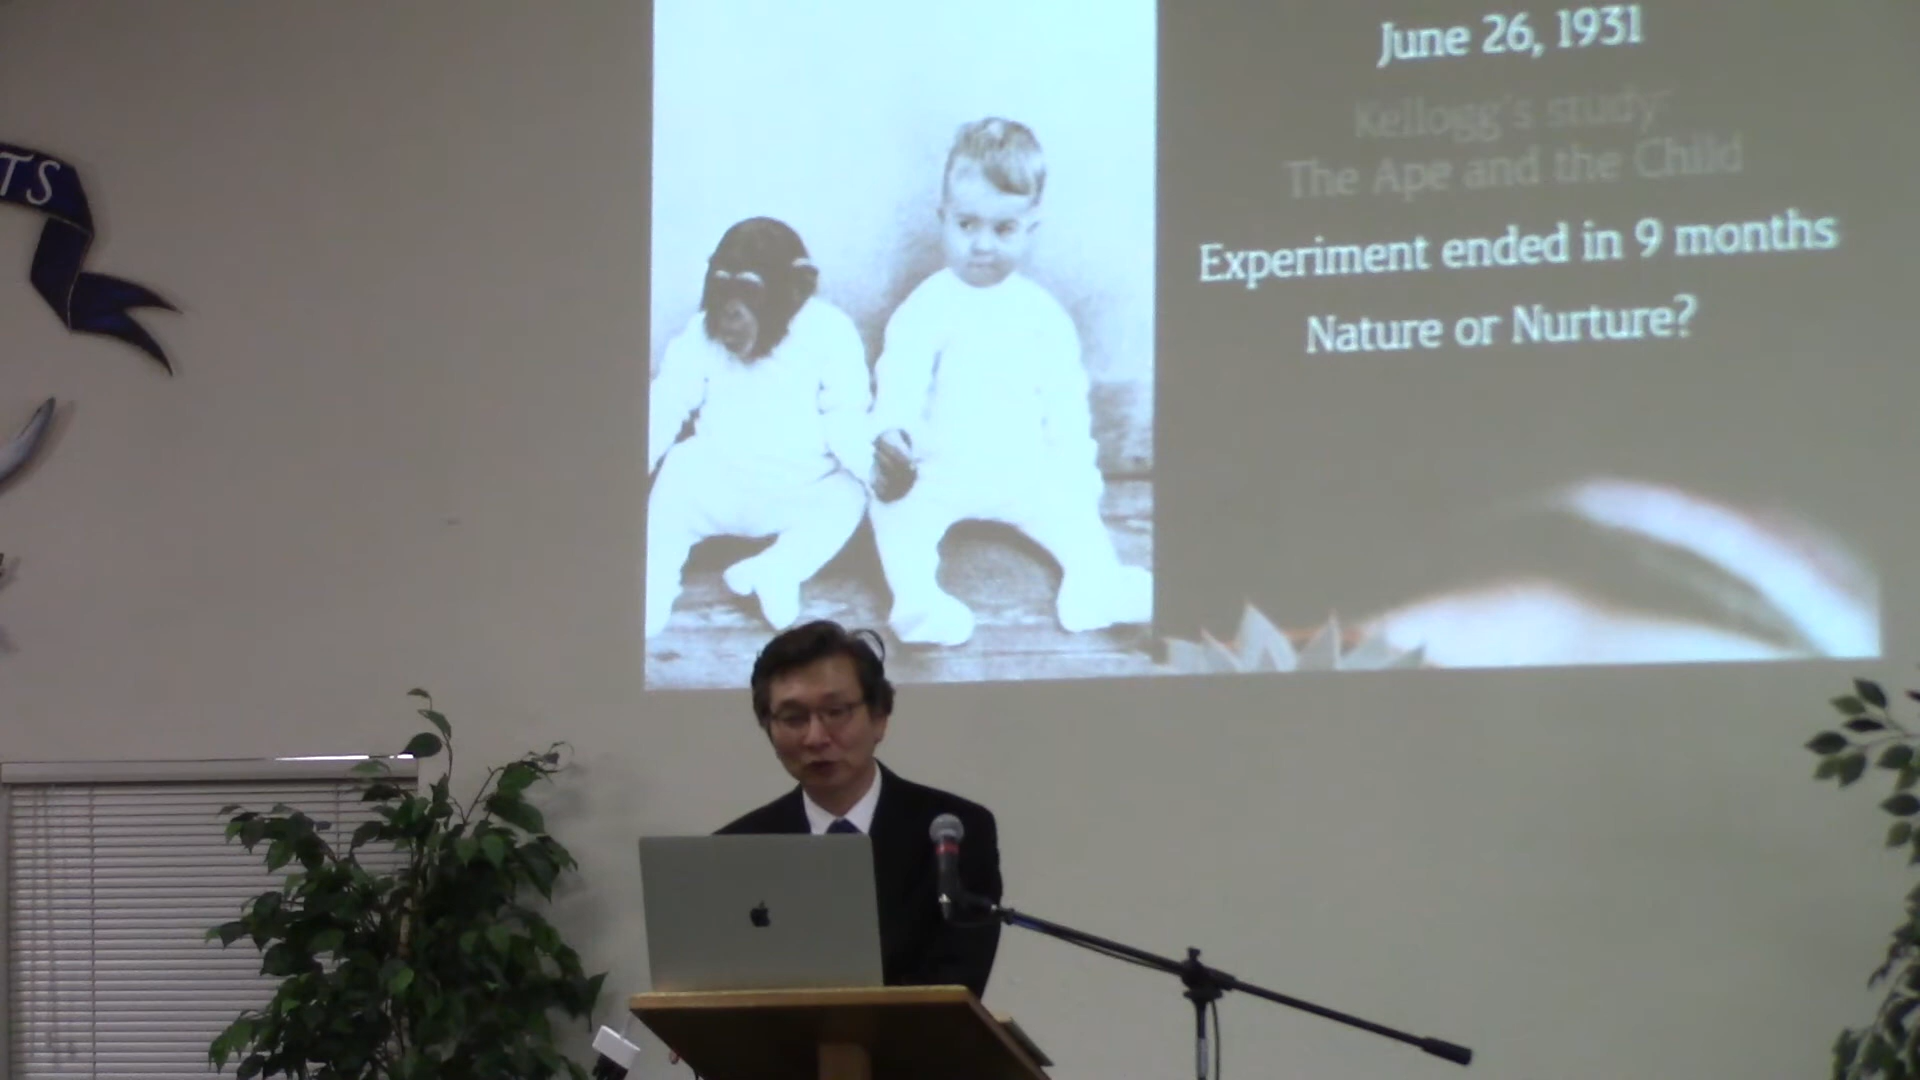 TS
June 26, 1931
Kellogg's study:
The Ape and the Child
Experiment ended in 9 months
Nature or Nurture?